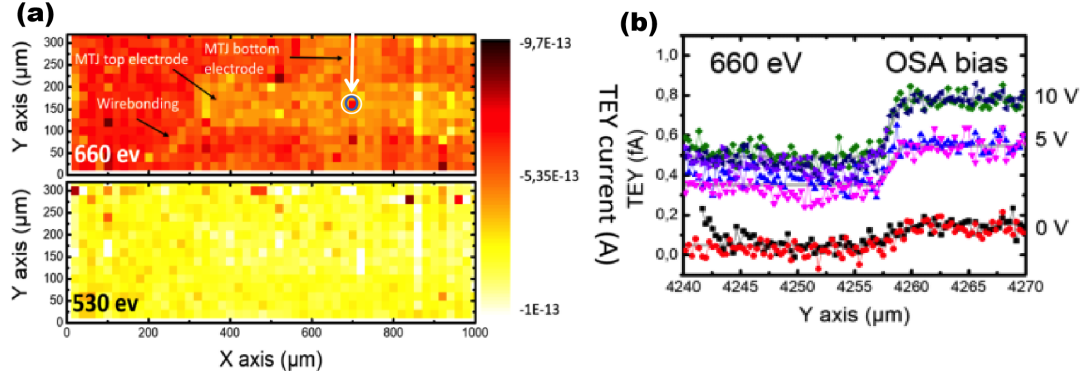 (a)
Y axis (µm)
300
250
200
150
100
50
0
MTJ bottom
electrode
MTJ top electrode
Wirebonding
660 ev
Y axis (µm)
300
250
200
150
100
50
0
530 ev
0 200 400 600 800 1000
X axis (µm)
-9,7E-13
-5,35E-13
-1E-13
(b)
TEY current (A)
TEY (fA)
1,0
0,8
0,6
0,4
0,2
0,0
660 eV OSA bias
10 V
5 V
0 V
4240 4245 4250 4255 4260 4265 4270
Y axis (µm)